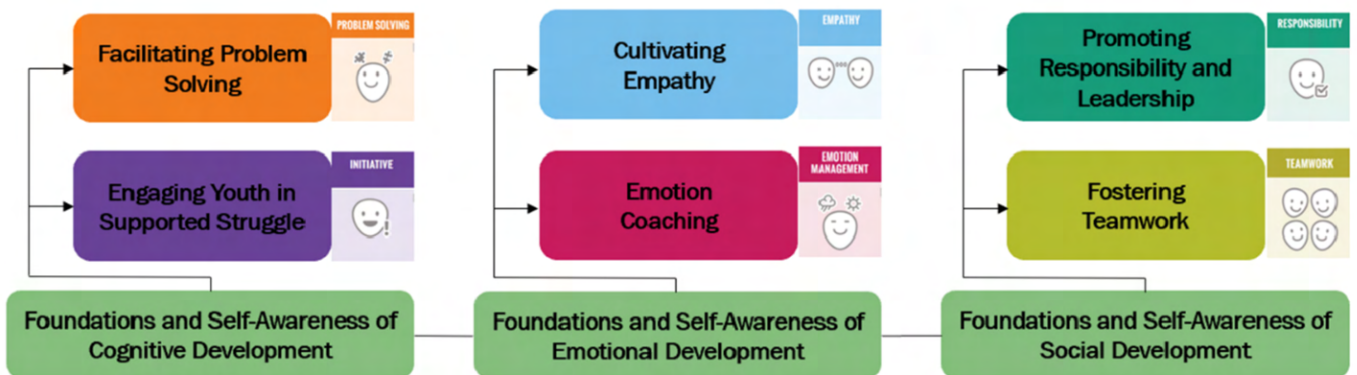 Facilitating Problem
Solving
PROBLEM SOLVING
Engaging Youth in
Supported Struggle
INITIATIVE
Foundations and Self-Awareness of
Cognitive Development
Cultivating
Empathy
EMPATHY
Emotion
Coaching
EMOTION
MANAGEMENT
Foundations and Self-Awareness of
Emotional Development
Promoting
Responsibility and
Leadership
RESPONSIBILITY
Fostering
Teamwork
TEAMWORK
Foundations and Self-Awareness of
Social Development